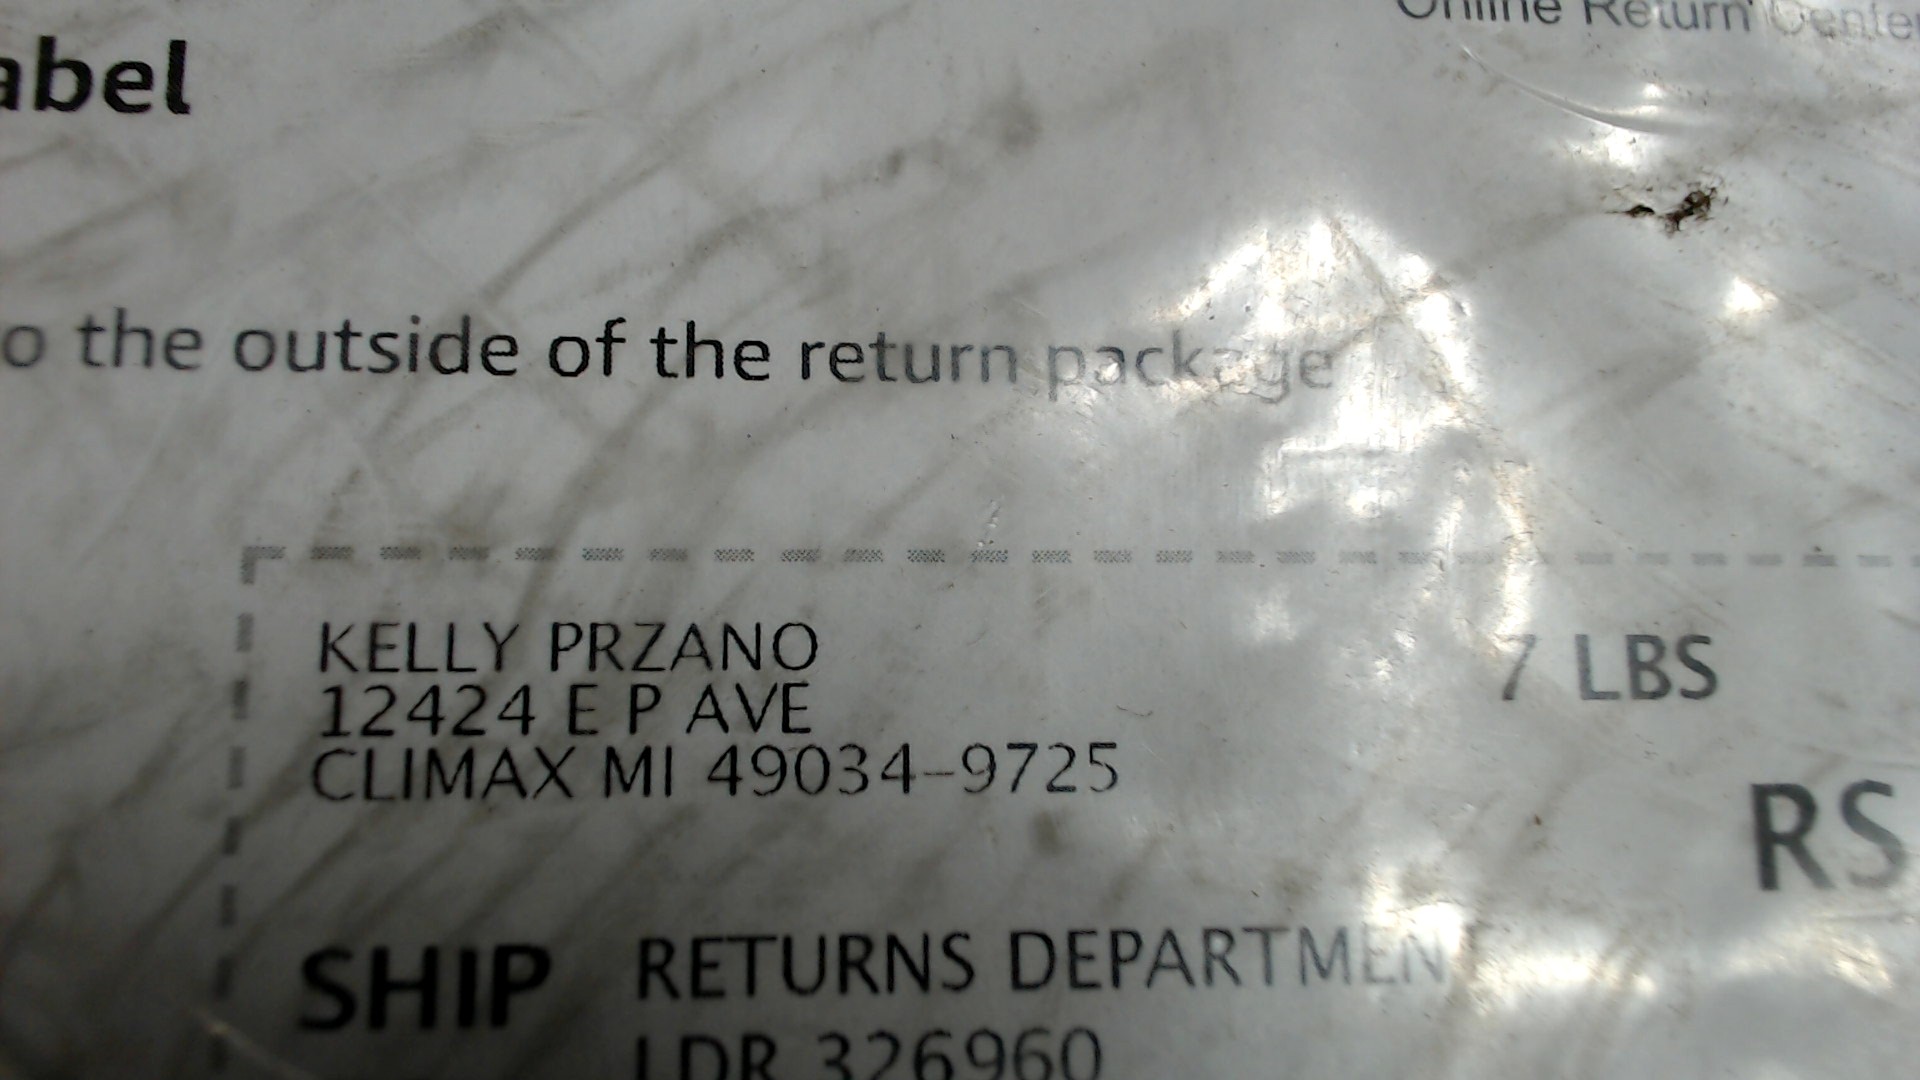 Online Return Center
abel
o the outside of the return package
KELLY PRZANO
12424 E P AVE
CLIMAX MI 49034-9725
7 LBS
RS
SHIP RETURNS DEPARTMEN
LDR 326960